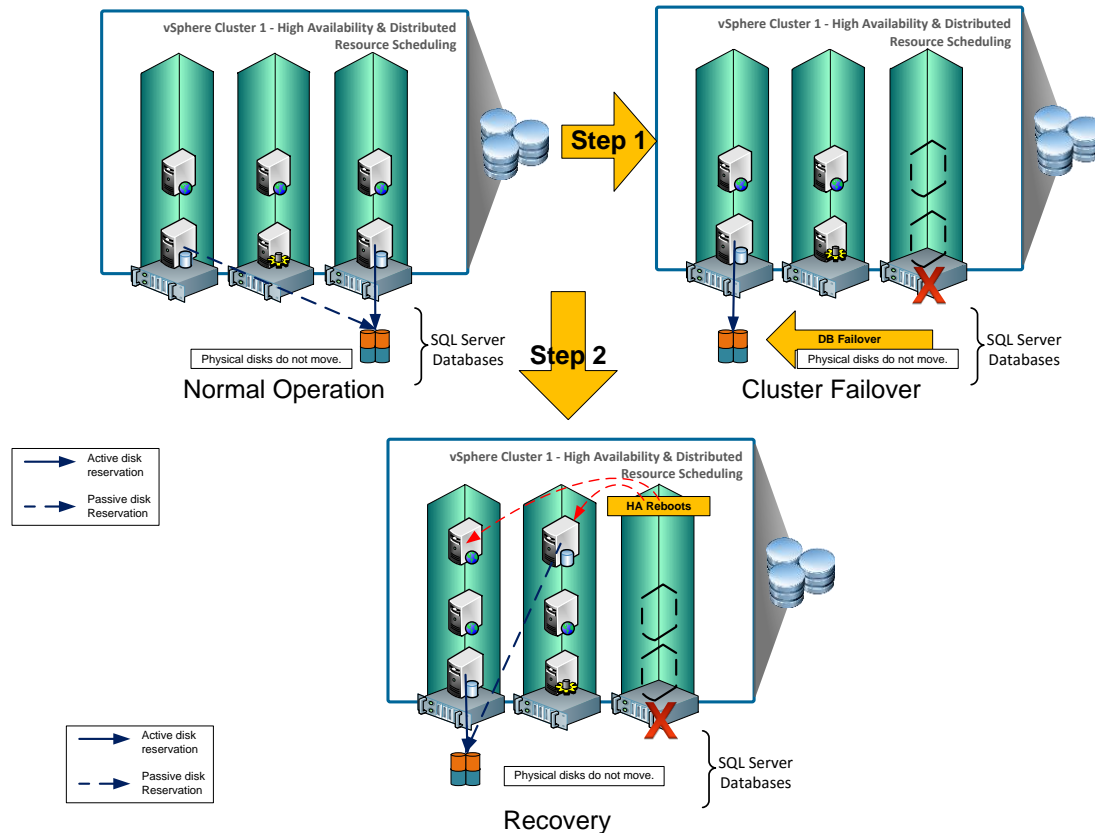 vSphere Cluster 1 - High Availability & Distributed
Resource Scheduling
Physical disks do not move.
SQL Server
Databases
Normal Operation
Step 1
vSphere Cluster 1 - High Availability & Distributed
Resource Scheduling
X
DB Failover
Physical disks do not move.
SQL Server
Databases
Cluster Failover
Step 2
Active disk
reservation
Passive disk
Reservation
vSphere Cluster 1 - High Availability & Distributed
Resource Scheduling
HA Reboots
X
Active disk
reservation
Passive disk
Reservation
Physical disks do not move.
SQL Server
Databases
Recovery